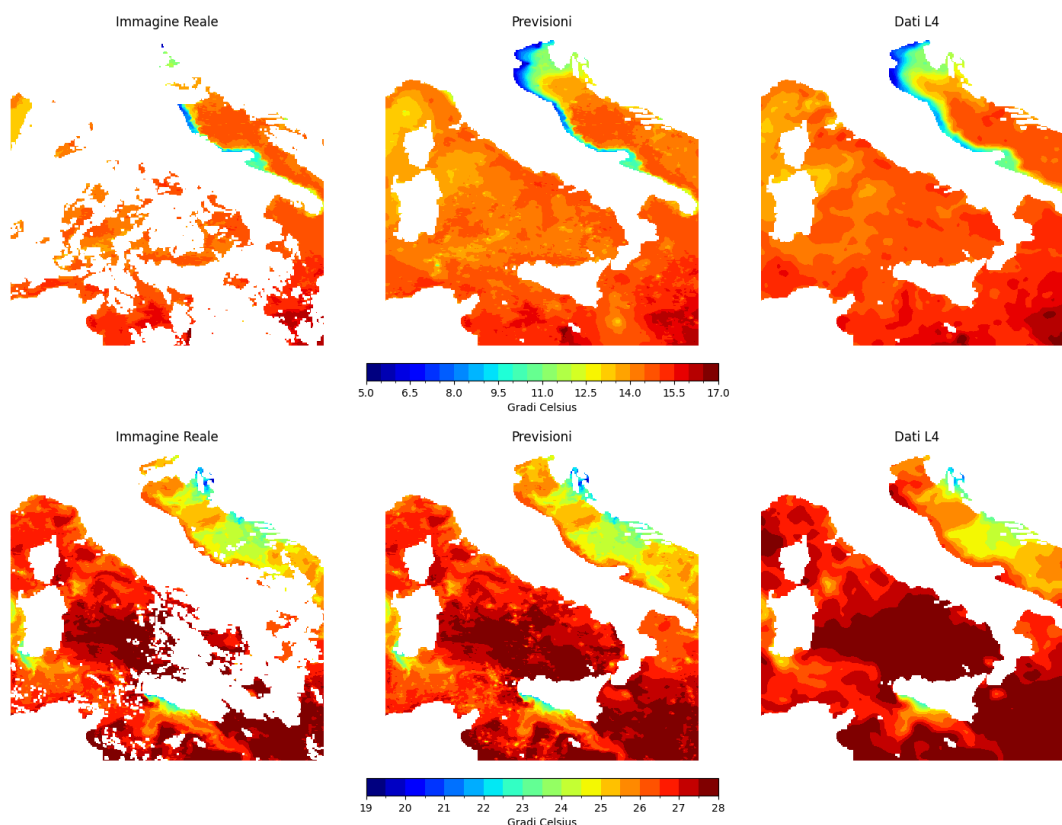 Immagine Reale Previsioni Dati L4
5.0 6.5 8.0 9.5 11.0 12.5 14.0 15.5 17.0
Gradi Celsius
Immagine Reale Previsioni Dati L4
19 20 21 22 23 24 25 26 27 28
Gradi Celsius